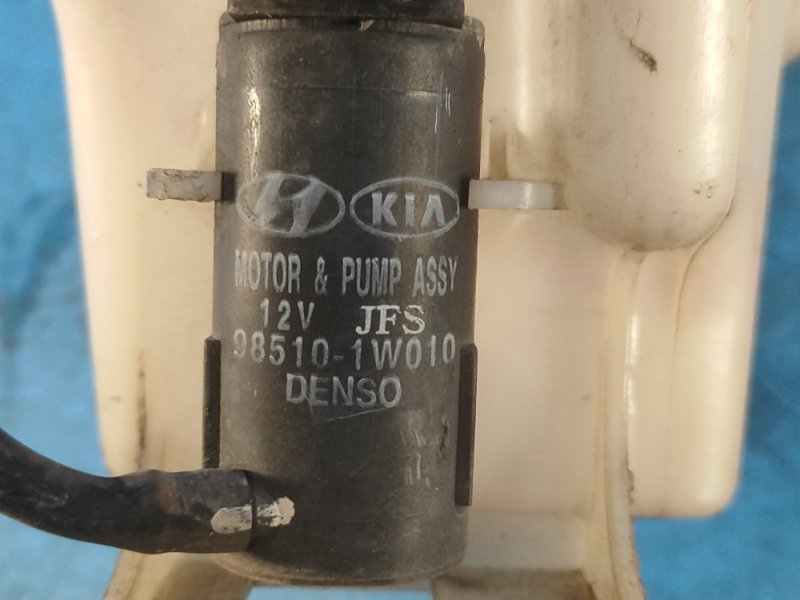 KIA
MOTOR & PUMP ASSY
12V JFS
98510-1W010
DENSO